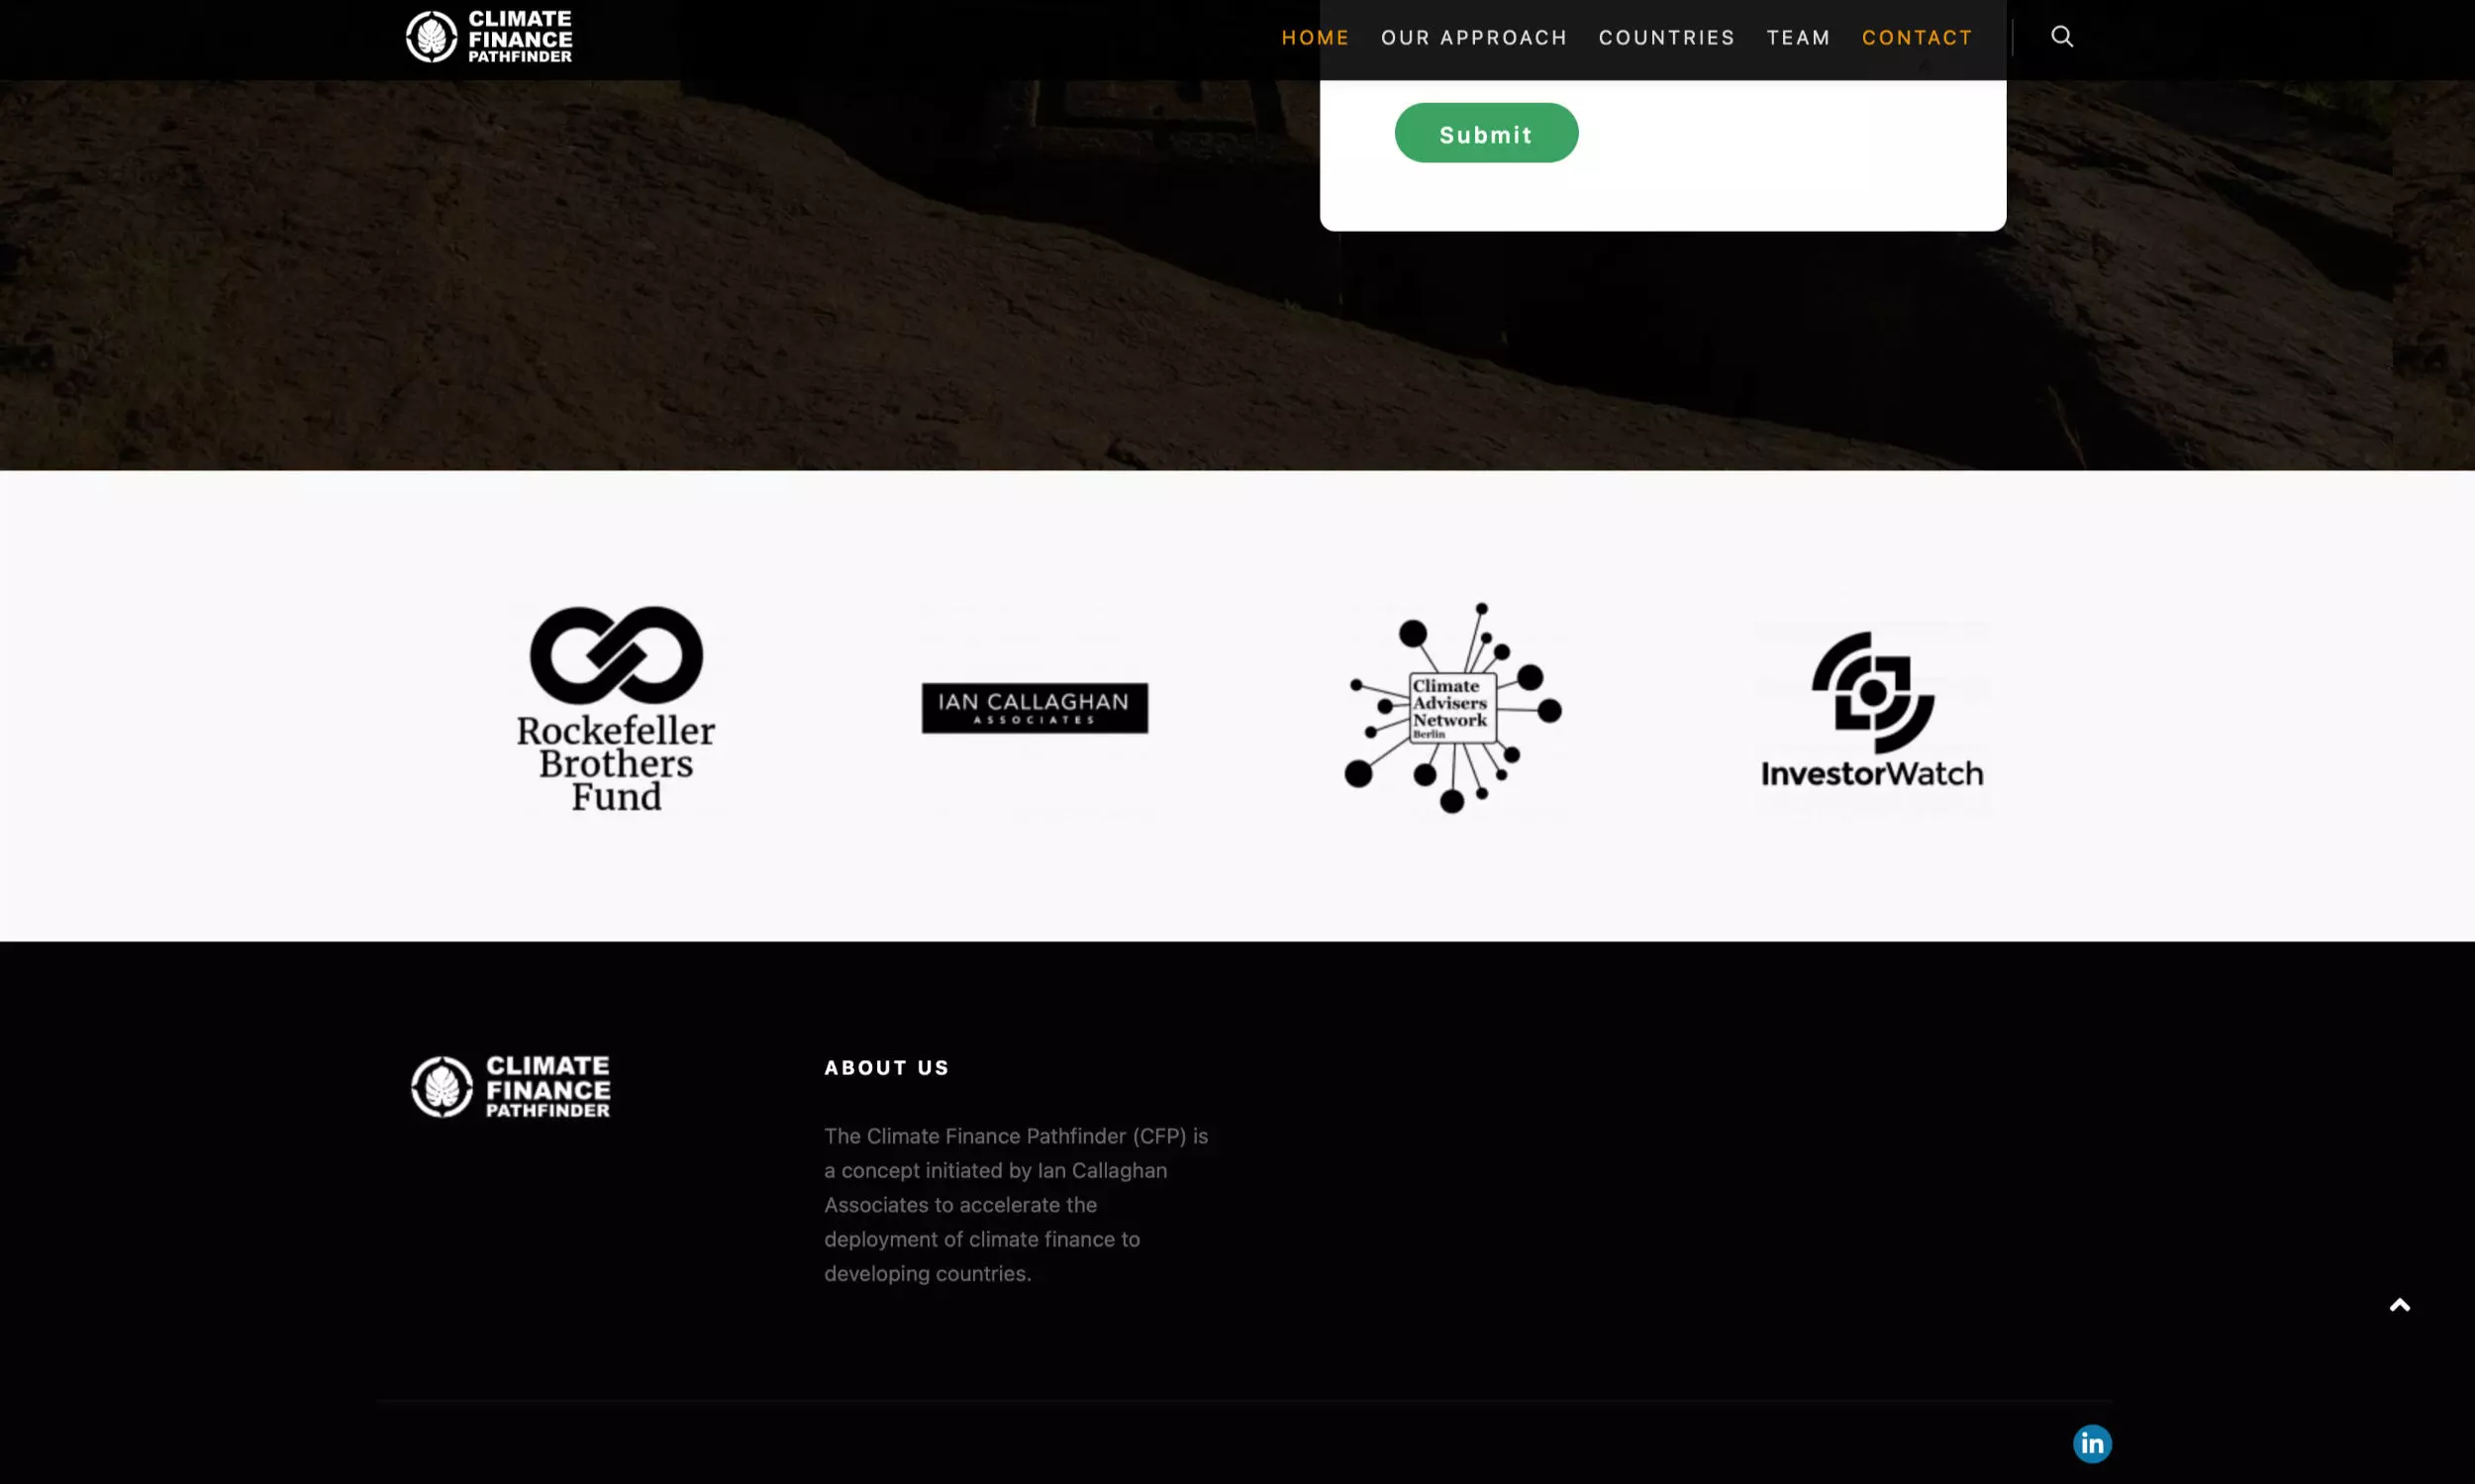 CLIMATE
FINANCE
PATHFINDER
HOME OUR APPROACH COUNTRIES TEAM CONTACT
Submit
Rockefeller
Brothers
Fund
IAN CALLAGHAN
ASSOCIATES
Climate
Advisers
Network
Berlin
InvestorWatch
CLIMATE
FINANCE
PATHFINDER
ABOUT US
The Climate Finance Pathfinder (CFP) is
a concept initiated by Ian Callaghan
Associates to accelerate the
deployment of climate finance to
developing countries.
in